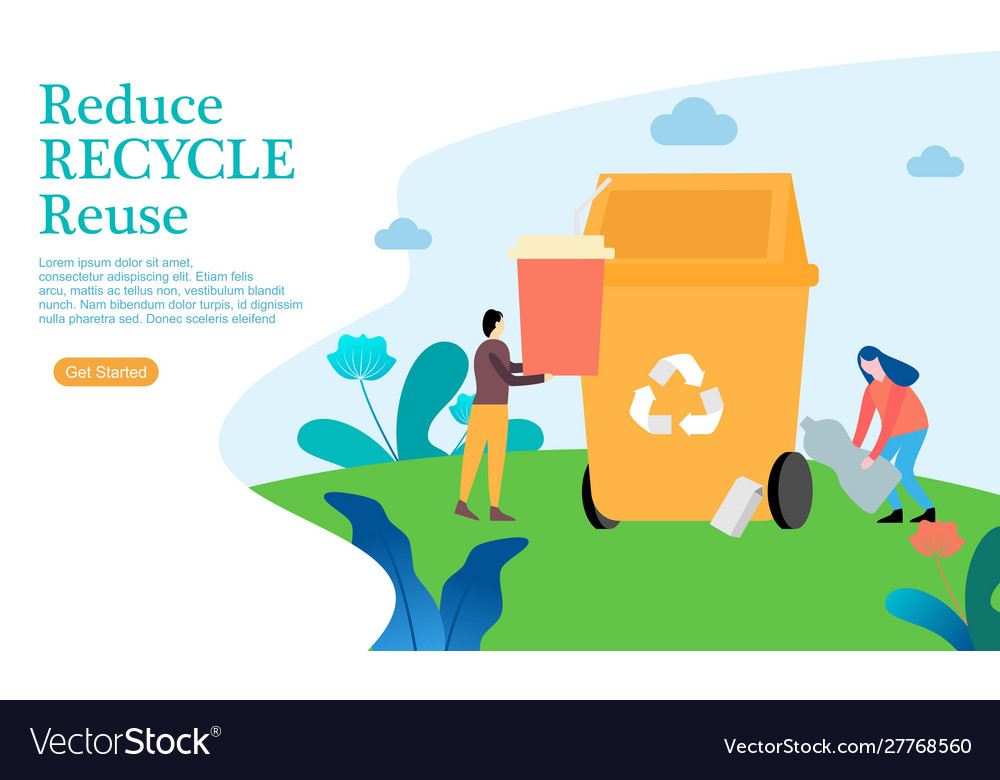 Reduce
RECYCLE
Reuse
Lorem ipsum dolor sit amet,
consectetur adipiscing elit. Etiam felis
arcu, mattis ac tellus non, vestibulum blandit
nunch. Nam bibendum dolor turpis, id dignissim
nulla pharetra sed. Donec sceleris eleifend
Get Started
VectorStock®
VectorStock.com/27768560